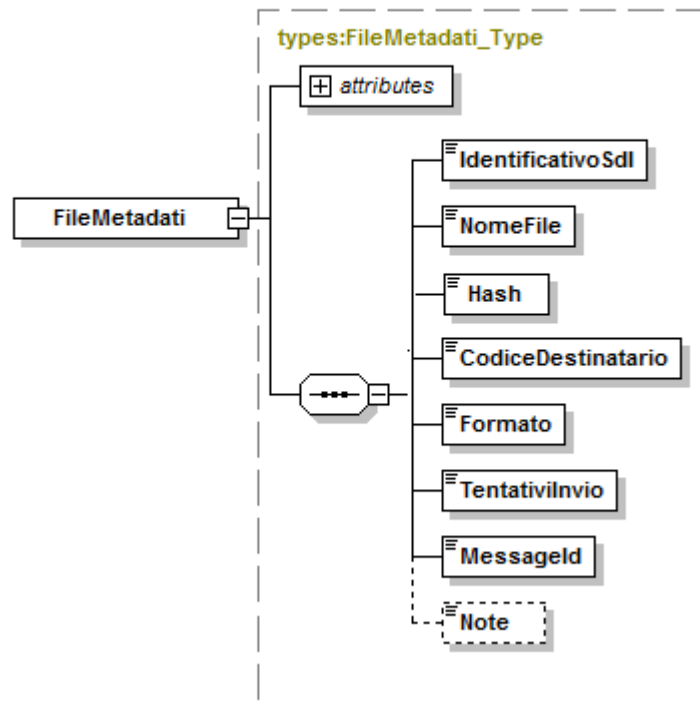 types:FileMetadati_Type
attributes
FileMetadati
IdentificativoSdI
NomeFile
Hash
CodiceDestinatario
Formato
TentativiInvio
MessageId
Note